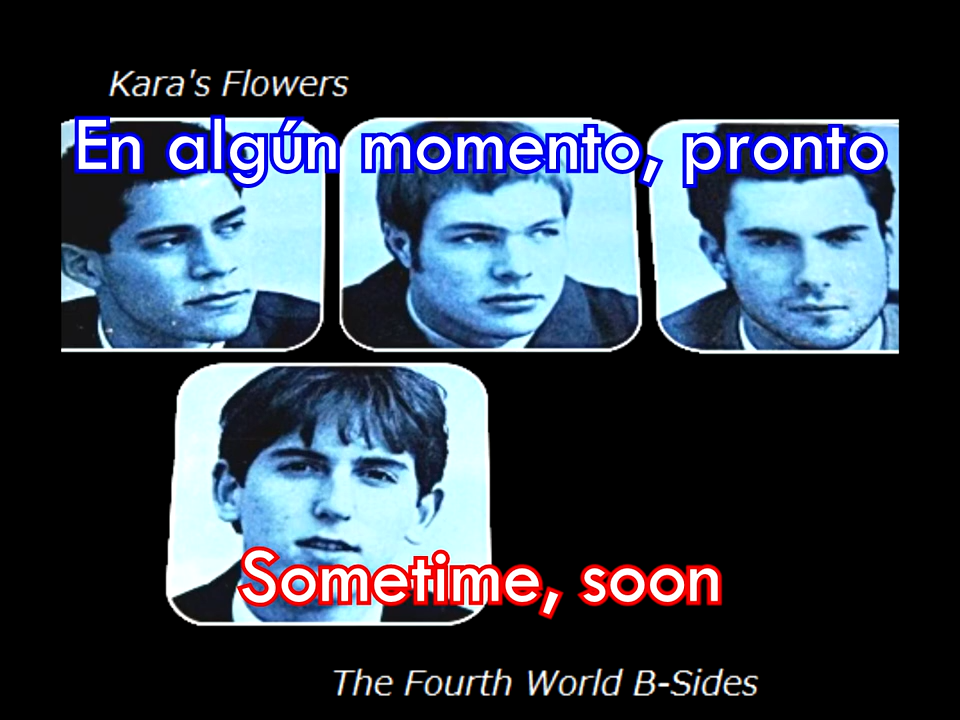 Kara's Flowers
En algún momento, pronto
Sometime, soon
The Fourth World B-Sides